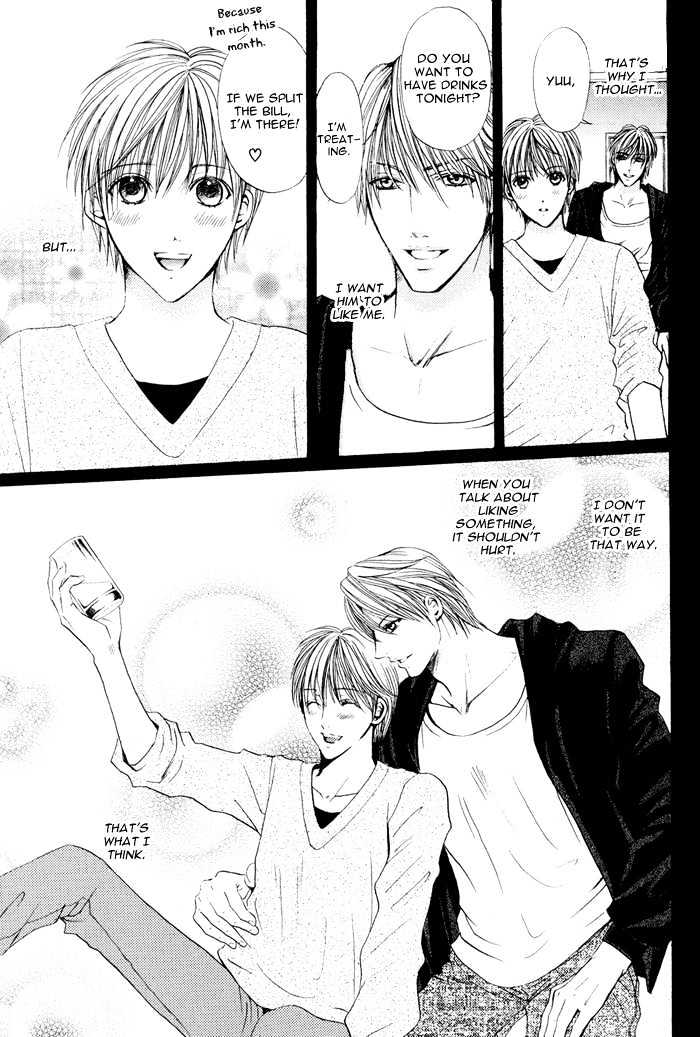 THAT'S
WHY I
THOUGHT...
YUU,
DO YOU
WANT TO
HAVE DRINKS
TONIGHT?
I'M
TREAT-
ING.
I WANT
HIM TO
LIKE ME.
Because
I'm rich this
month.
IF WE SPLIT
THE BILL,
I'M THERE!
♡
BUT...
I DON'T
WANT IT
TO BE
THAT WAY.
WHEN YOU
TALK ABOUT
LIKING
SOMETHING,
IT SHOULDN'T
HURT.
THAT'S
WHAT I
THINK.